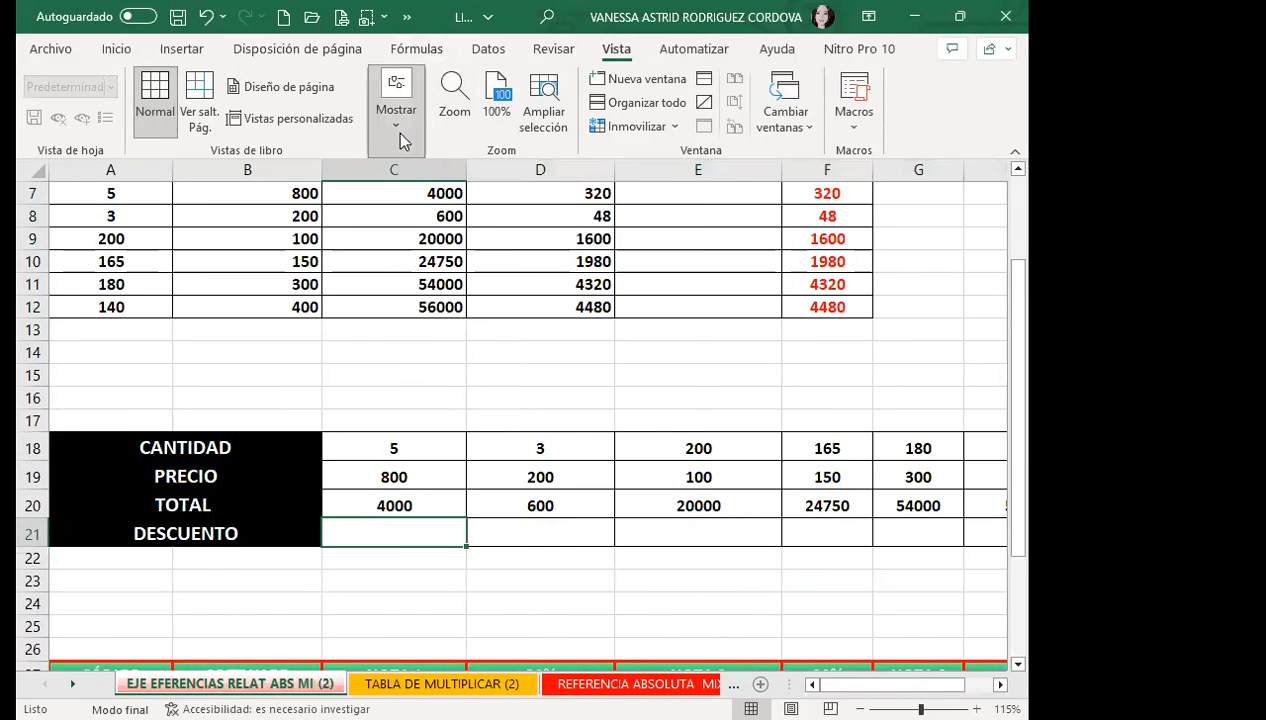 Autoguardado LI... VANESSA ASTRID RODRIGUEZ CORDOVA
Archivo Inicio Insertar Disposición de página Fórmulas Datos Revisar Vista Automatizar Ayuda Nitro Pro 10
Predeterminad
Normal Ver salt. Pág. Diseño de página Vistas personalizadas Mostrar Zoom 100 100% Ampliar selección Nueva ventana Organizar todo Inmovilizar Cambiar ventanas Macros
Vista de hoja Vistas de libro Zoom Ventana Macros
A B C D E F G
7 5 800 4000 320 320
8 3 200 600 48 48
9 200 100 20000 1600 1600
10 165 150 24750 1980 1980
11 180 300 54000 4320 4320
12 140 400 56000 4480 4480
13
14
15
16
17
18 CANTIDAD 5 3 200 165 180
19 PRECIO 800 200 100 150 300
20 TOTAL 4000 600 20000 24750 54000
21 DESCUENTO
22
23
24
25
26
EJE EFERENCIAS RELAT ABS MI (2) TABLA DE MULTIPLICAR (2) REFERENCIA ABSOLUTA MIX ...
Listo Modo final Accesibilidad: es necesario investigar 115%